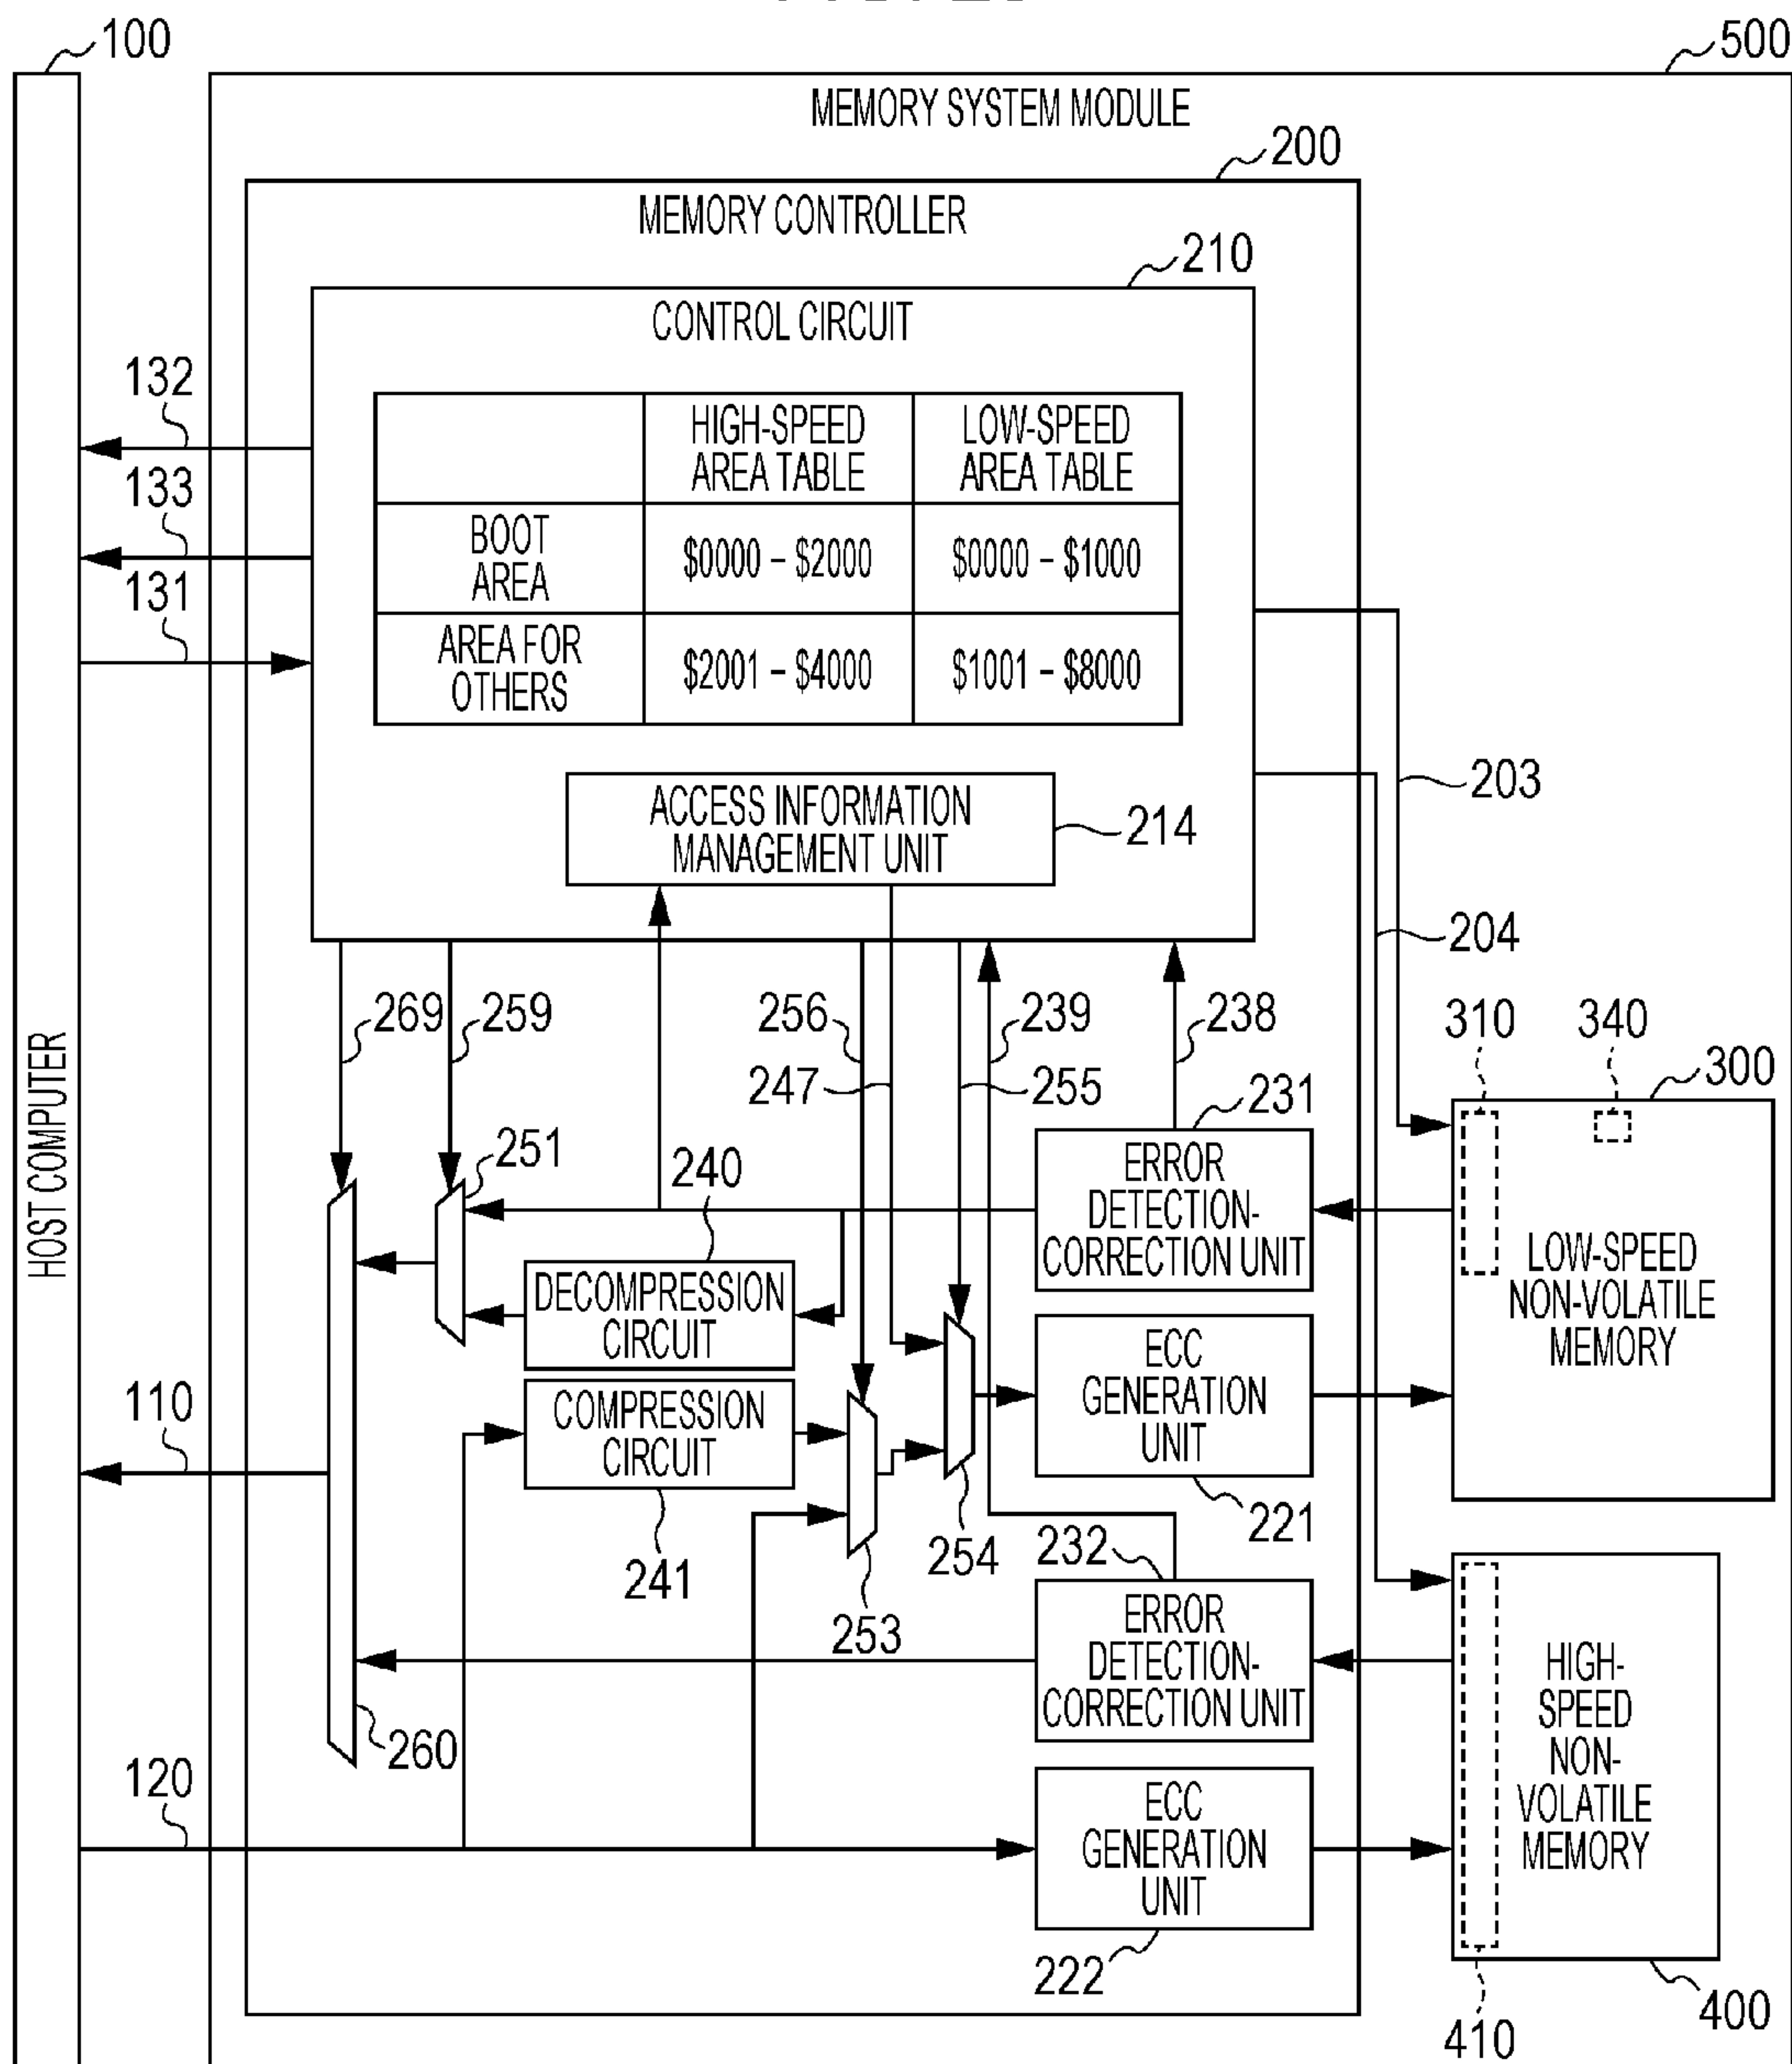 100
500
MEMORY SYSTEM MODULE
200
MEMORY CONTROLLER
210
CONTROL CIRCUIT
132
133
131
HIGH-SPEED
AREA TABLE
LOW-SPEED
AREA TABLE
BOOT
AREA
$0000 – $2000
$0000 – $1000
AREA FOR
OTHERS
$2001 – $4000
$1001 – $8000
203
ACCESS INFORMATION
MANAGEMENT UNIT
214
204
269
259
256
239
238
310
340
247
255
231
300
HOST COMPUTER
251
240
ERROR
DETECTION-
CORRECTION UNIT
LOW-SPEED
NON-VOLATILE
MEMORY
DECOMPRESSION
CIRCUIT
110
COMPRESSION
CIRCUIT
ECC
GENERATION
UNIT
241
253
254
221
232
ERROR
DETECTION-
CORRECTION UNIT
HIGH-
SPEED
NON-
VOLATILE
MEMORY
260
120
ECC
GENERATION
UNIT
222
410
400